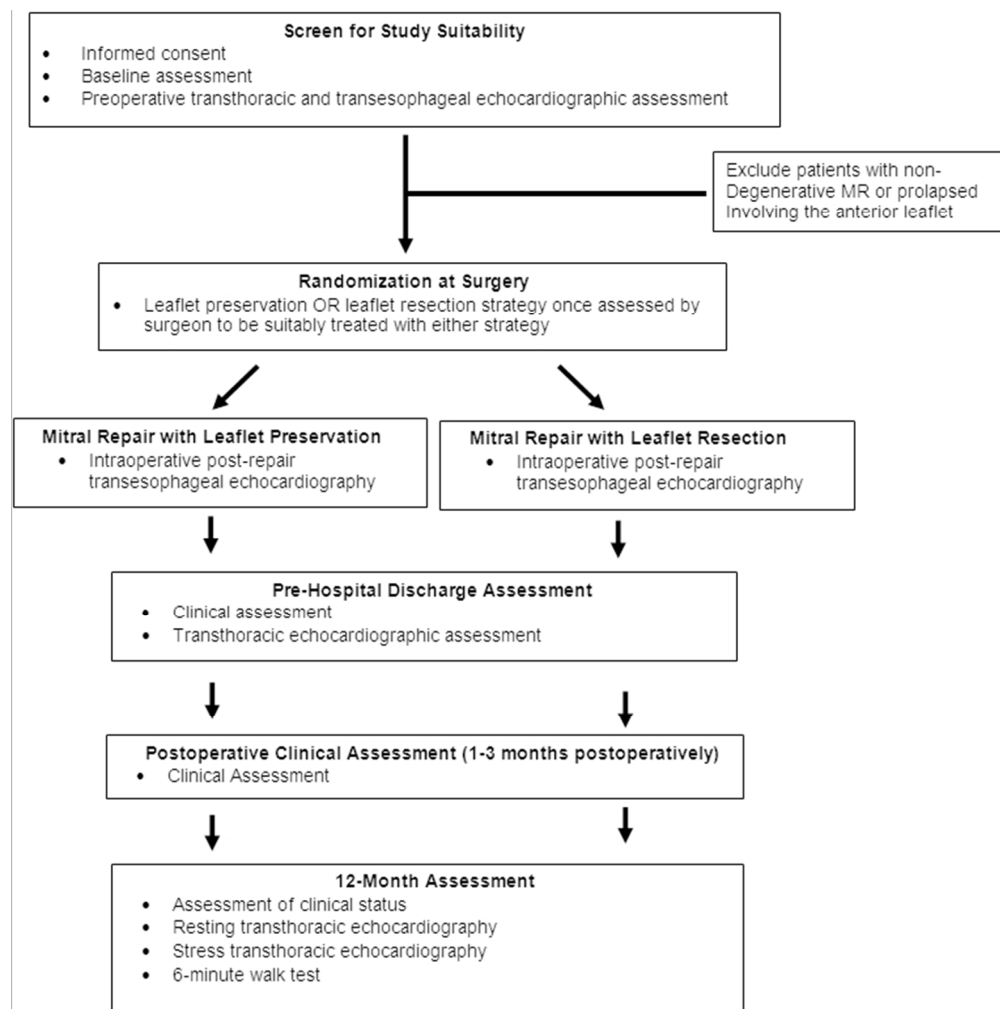 Screen for Study Suitability
• Informed consent
• Baseline assessment
• Preoperative transthoracic and transesophageal echocardiographic assessment
Exclude patients with non-
Degenerative MR or prolapsed
Involving the anterior leaflet
Randomization at Surgery
• Leaflet preservation OR leaflet resection strategy once assessed by
surgeon to be suitably treated with either strategy
Mitral Repair with Leaflet Preservation
• Intraoperative post-repair
transesophageal echocardiography
Mitral Repair with Leaflet Resection
• Intraoperative post-repair
transesophageal echocardiography
Pre-Hospital Discharge Assessment
• Clinical assessment
• Transthoracic echocardiographic assessment
Postoperative Clinical Assessment (1-3 months postoperatively)
• Clinical Assessment
12-Month Assessment
• Assessment of clinical status
• Resting transthoracic echocardiography
• Stress transthoracic echocardiography
• 6-minute walk test